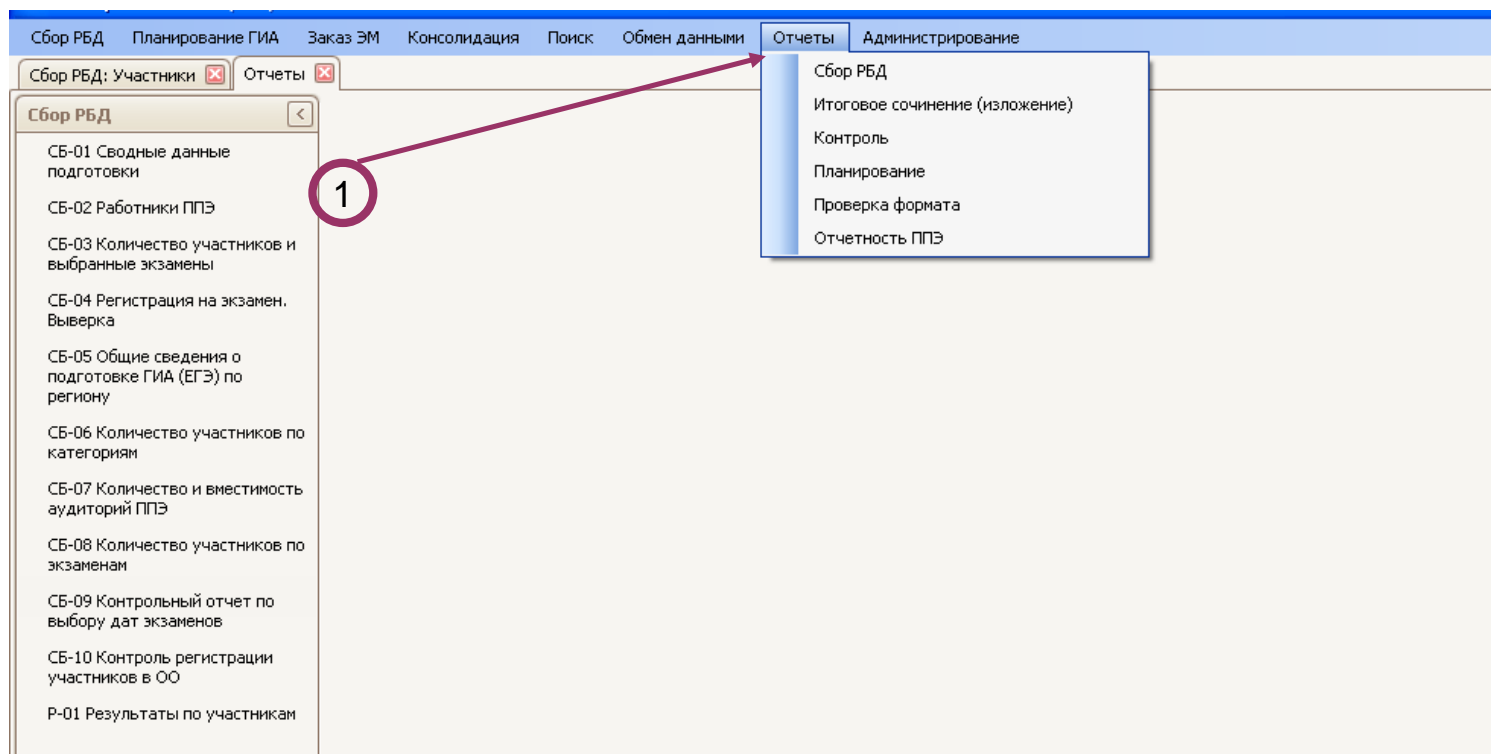 Сбор РБД Планирование ГИА Заказ ЭМ Консолидация Поиск Обмен данными Отчеты Администрирование
Сбор РБД: Участники Отчеты
Сбор РБД
Итоговое сочинение (изложение)
Контроль
Планирование
Проверка формата
Отчетность ППЭ
1
Сбор РБД
СБ-01 Сводные данные
подготовки
СБ-02 Работники ППЭ
СБ-03 Количество участников и
выбранные экзамены
СБ-04 Регистрация на экзамен.
Выверка
СБ-05 Общие сведения о
подготовке ГИА (ЕГЭ) по
региону
СБ-06 Количество участников по
категориям
СБ-07 Количество и вместимость
аудиторий ППЭ
СБ-08 Количество участников по
экзаменам
СБ-09 Контрольный отчет по
выбору дат экзаменов
СБ-10 Контроль регистрации
участников в ОО
Р-01 Результаты по участникам